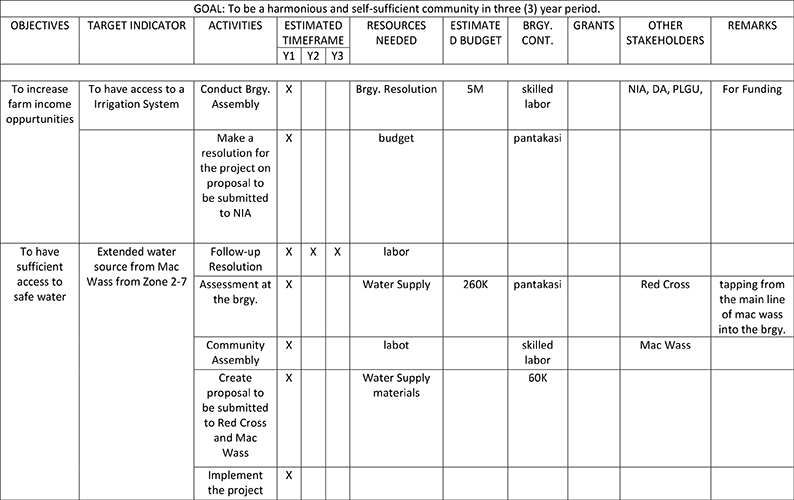 GOAL: To be a harmonious and self-sufficient community in three (3) year period.
OBJECTIVES
TARGET INDICATOR
ACTIVITIES
ESTIMATED
TIMEFRAME
Y1 Y2 Y3
RESOURCES
NEEDED
ESTIMATE
D BUDGET
BRGY.
CONT.
GRANTS
OTHER
STAKEHOLDERS
REMARKS
To increase
farm income
oppurtunities
To have access to a
Irrigation System
Conduct Brgy.
Assembly
X
Brgy. Resolution
5M
skilled
labor
NIA, DA, PLGU,
For Funding
Make a
resolution for
the project on
proposal to
be submitted
to NIA
X
budget
pantakasi
To have
sufficient
access to
safe water
Extended water
source from Mac
Wass from Zone 2-7
Follow-up
Resolution
X X X
labor
Assessment at
the brgy.
X
Water Supply
260K
pantakasi
Red Cross
tapping from
the main line
of mac wass
into the brgy.
Community
Assembly
X
labot
skilled
labor
Mac Wass
Create
proposal to
be submitted
to Red Cross
and Mac
Wass
X
Water Supply
materials
60K
Implement
the project
X